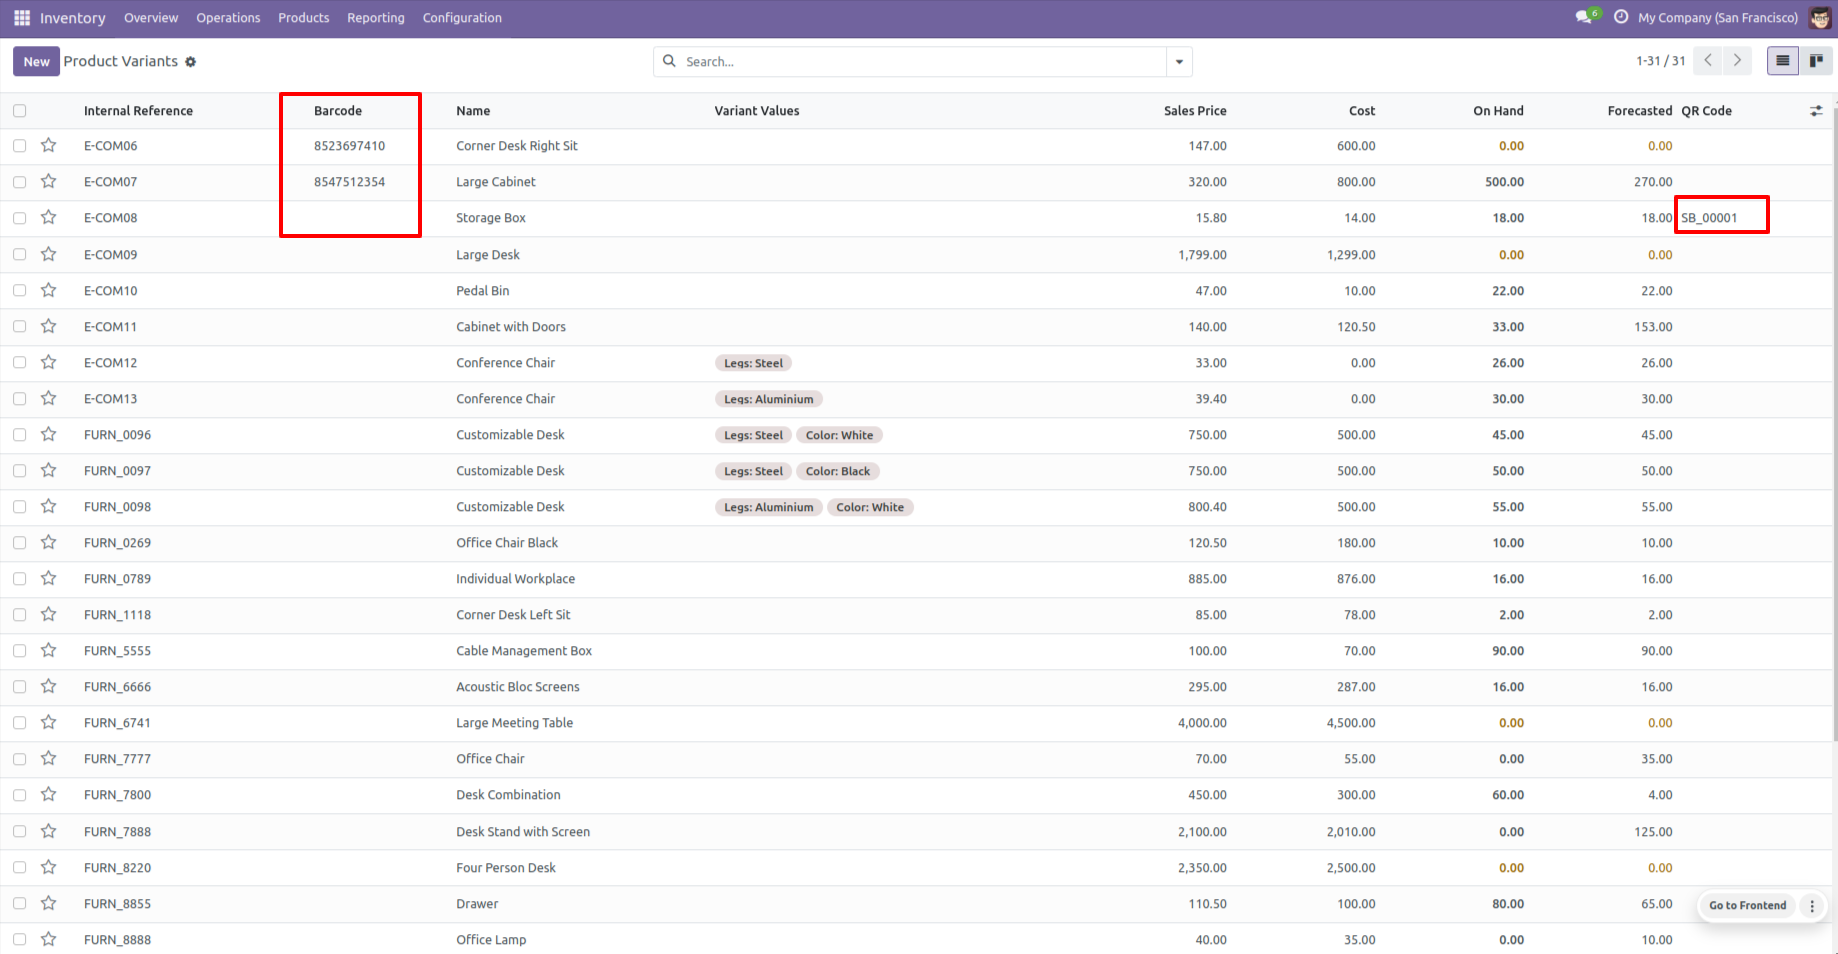 Inventory Overview Operations Products Reporting Configuration 6 My Company (San Francisco)
New Product Variants Search... 1-31 / 31
Internal Reference Barcode Name Variant Values Sales Price Cost On Hand Forecasted QR Code
E-COM06 8523697410 Corner Desk Right Sit 147.00 600.00 0.00 0.00
E-COM07 8547512354 Large Cabinet 320.00 800.00 500.00 270.00
E-COM08 Storage Box 15.80 14.00 18.00 18.00 SB_00001
E-COM09 Large Desk 1,799.00 1,299.00 0.00 0.00
E-COM10 Pedal Bin 47.00 10.00 22.00 22.00
E-COM11 Cabinet with Doors 140.00 120.50 33.00 153.00
E-COM12 Conference Chair Legs: Steel 33.00 0.00 26.00 26.00
E-COM13 Conference Chair Legs: Aluminium 39.40 0.00 30.00 30.00
FURN_0096 Customizable Desk Legs: Steel Color: White 750.00 500.00 45.00 45.00
FURN_0097 Customizable Desk Legs: Steel Color: Black 750.00 500.00 50.00 50.00
FURN_0098 Customizable Desk Legs: Aluminium Color: White 800.40 500.00 55.00 55.00
FURN_0269 Office Chair Black 120.50 180.00 10.00 10.00
FURN_0789 Individual Workplace 885.00 876.00 16.00 16.00
FURN_1118 Corner Desk Left Sit 85.00 78.00 2.00 2.00
FURN_5555 Cable Management Box 100.00 70.00 90.00 90.00
FURN_6666 Acoustic Bloc Screens 295.00 287.00 16.00 16.00
FURN_6741 Large Meeting Table 4,000.00 4,500.00 0.00 0.00
FURN_7777 Office Chair 70.00 55.00 0.00 35.00
FURN_7800 Desk Combination 450.00 300.00 60.00 4.00
FURN_7888 Desk Stand with Screen 2,100.00 2,010.00 0.00 125.00
FURN_8220 Four Person Desk 2,350.00 2,500.00 0.00 0.00
FURN_8855 Drawer 110.50 100.00 80.00 65.00 Go to Frontend
FURN_8888 Office Lamp 40.00 35.00 0.00 10.00